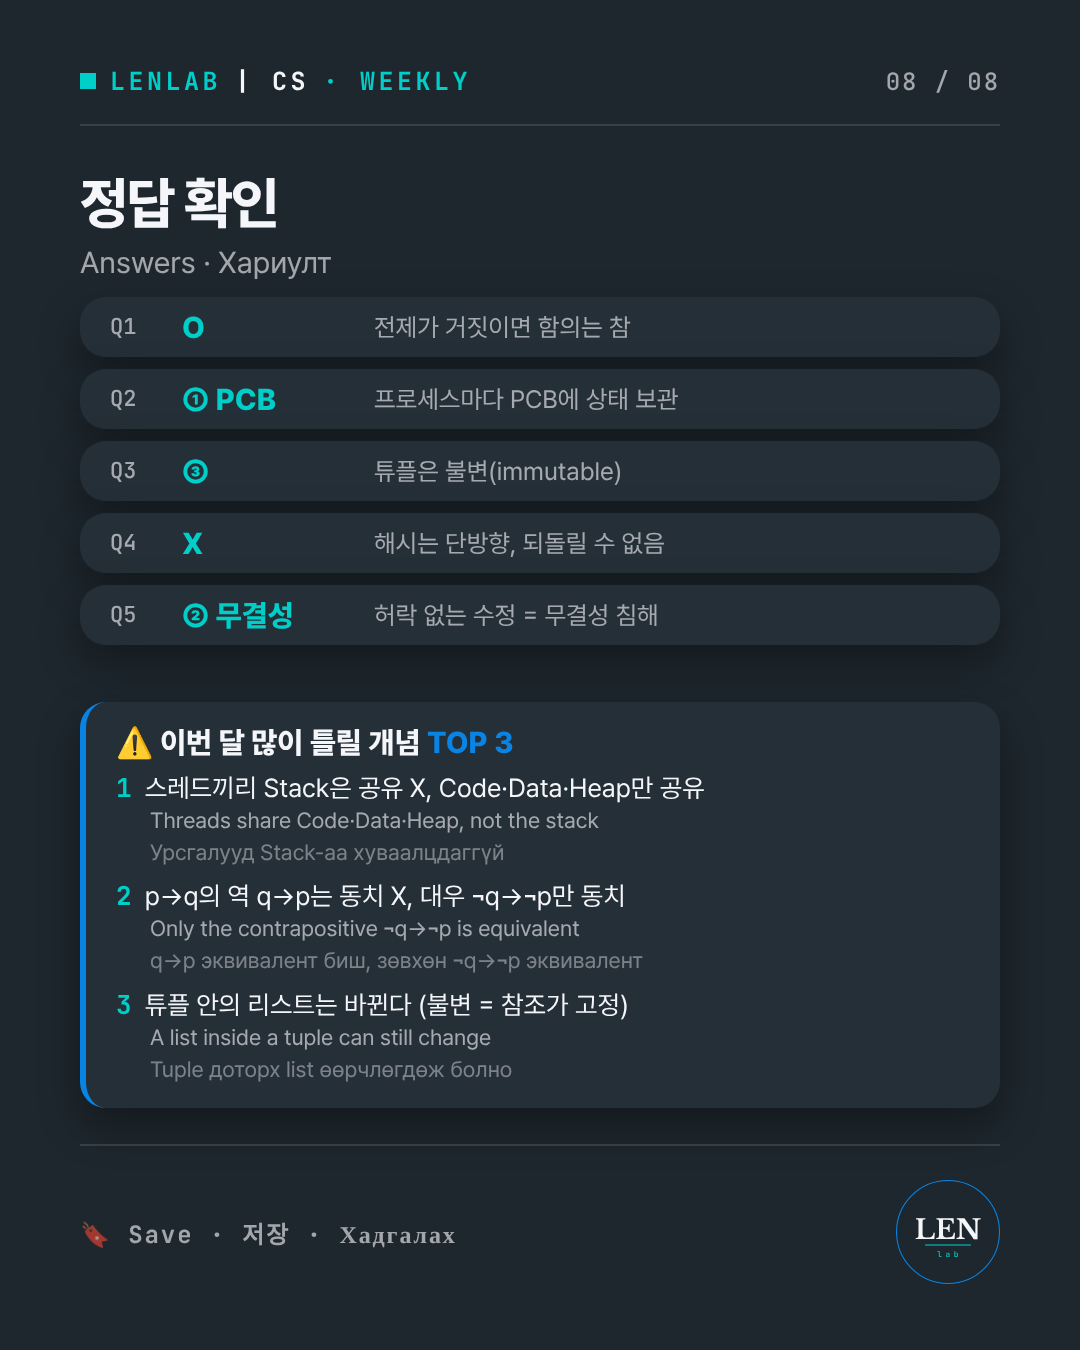 LENLAB | CS · WEEKLY
08 / 08
정답 확인
Answers · Хариулт
Q1 O 전제가 거짓이면 함의는 참
Q2 ① PCB 프로세스마다 PCB에 상태 보관
Q3 ③ 튜플은 불변(immutable)
Q4 X 해시는 단방향, 되돌릴 수 없음
Q5 ② 무결성 허락 없는 수정 = 무결성 침해
⚠️ 이번 달 많이 틀릴 개념 TOP 3
1 스레드끼리 Stack은 공유 X, Code·Data·Heap만 공유
Threads share Code·Data·Heap, not the stack
Урсгалууд Stack-аа хуваалцдаггүй
2 p→q의 역 q→p는 동치 X, 대우 ¬q→¬p만 동치
Only the contrapositive ¬q→¬p is equivalent
q→p эквивалент биш, зөвхөн ¬q→¬p эквивалент
3 튜플 안의 리스트는 바뀐다 (불변 = 참조가 고정)
A list inside a tuple can still change
Tuple доторх list өөрчлөгдөж болно
🔖 Save · 저장 · Хадгалах
LEN
lab